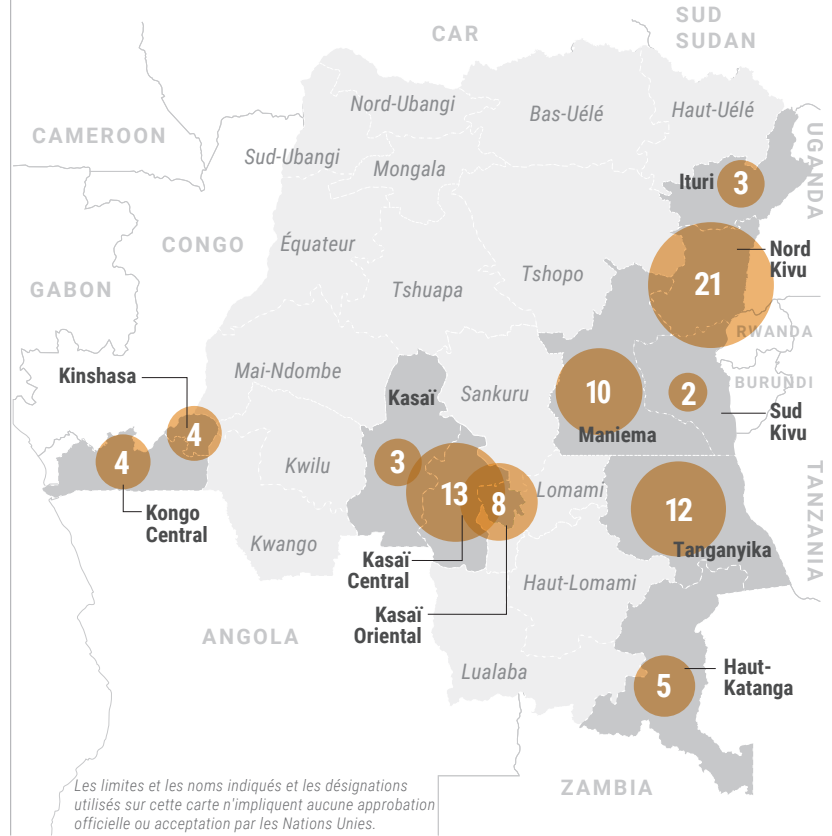 SUD
SUDAN
CAR
Nord-Ubangi
Bas-Uélé
Haut-Uélé
CAMEROON
UGANDA
Sud-Ubangi
Mongala
Ituri
3
CONGO
Équateur
Nord
Kivu
Tshopo
21
GABON
Tshuapa
RWANDA
Kinshasa
Mai-Ndombe
Kasaï
Sankuru
10
2
BURUNDI
Sud
Kivu
Maniema
4
4
Kwilu
3
13
8
Lomami
12
TANZANIA
Kongo
Central
Kwango
Tanganyika
Kasaï
Central
Haut-Lomami
Kasaï
Oriental
ANGOLA
Lualaba
5
Haut-
Katanga
ZAMBIA
Les limites et les noms indiqués et les désignations
utilisés sur cette carte n'impliquent aucune approbation
officielle ou acceptation par les Nations Unies.